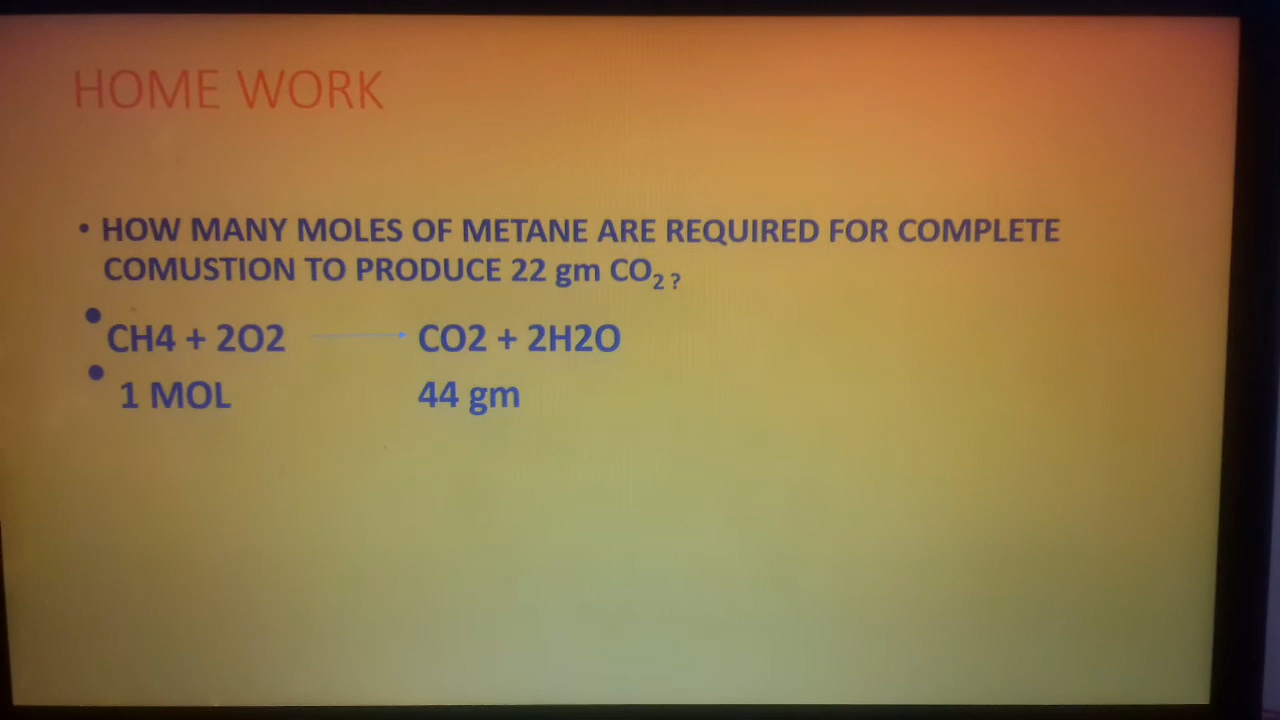 HOME WORK
• HOW MANY MOLES OF METANE ARE REQUIRED FOR COMPLETE
COMUSTION TO PRODUCE 22 gm CO₂ ?
• CH4 + 2O2 → CO2 + 2H2O
• 1 MOL 44 gm